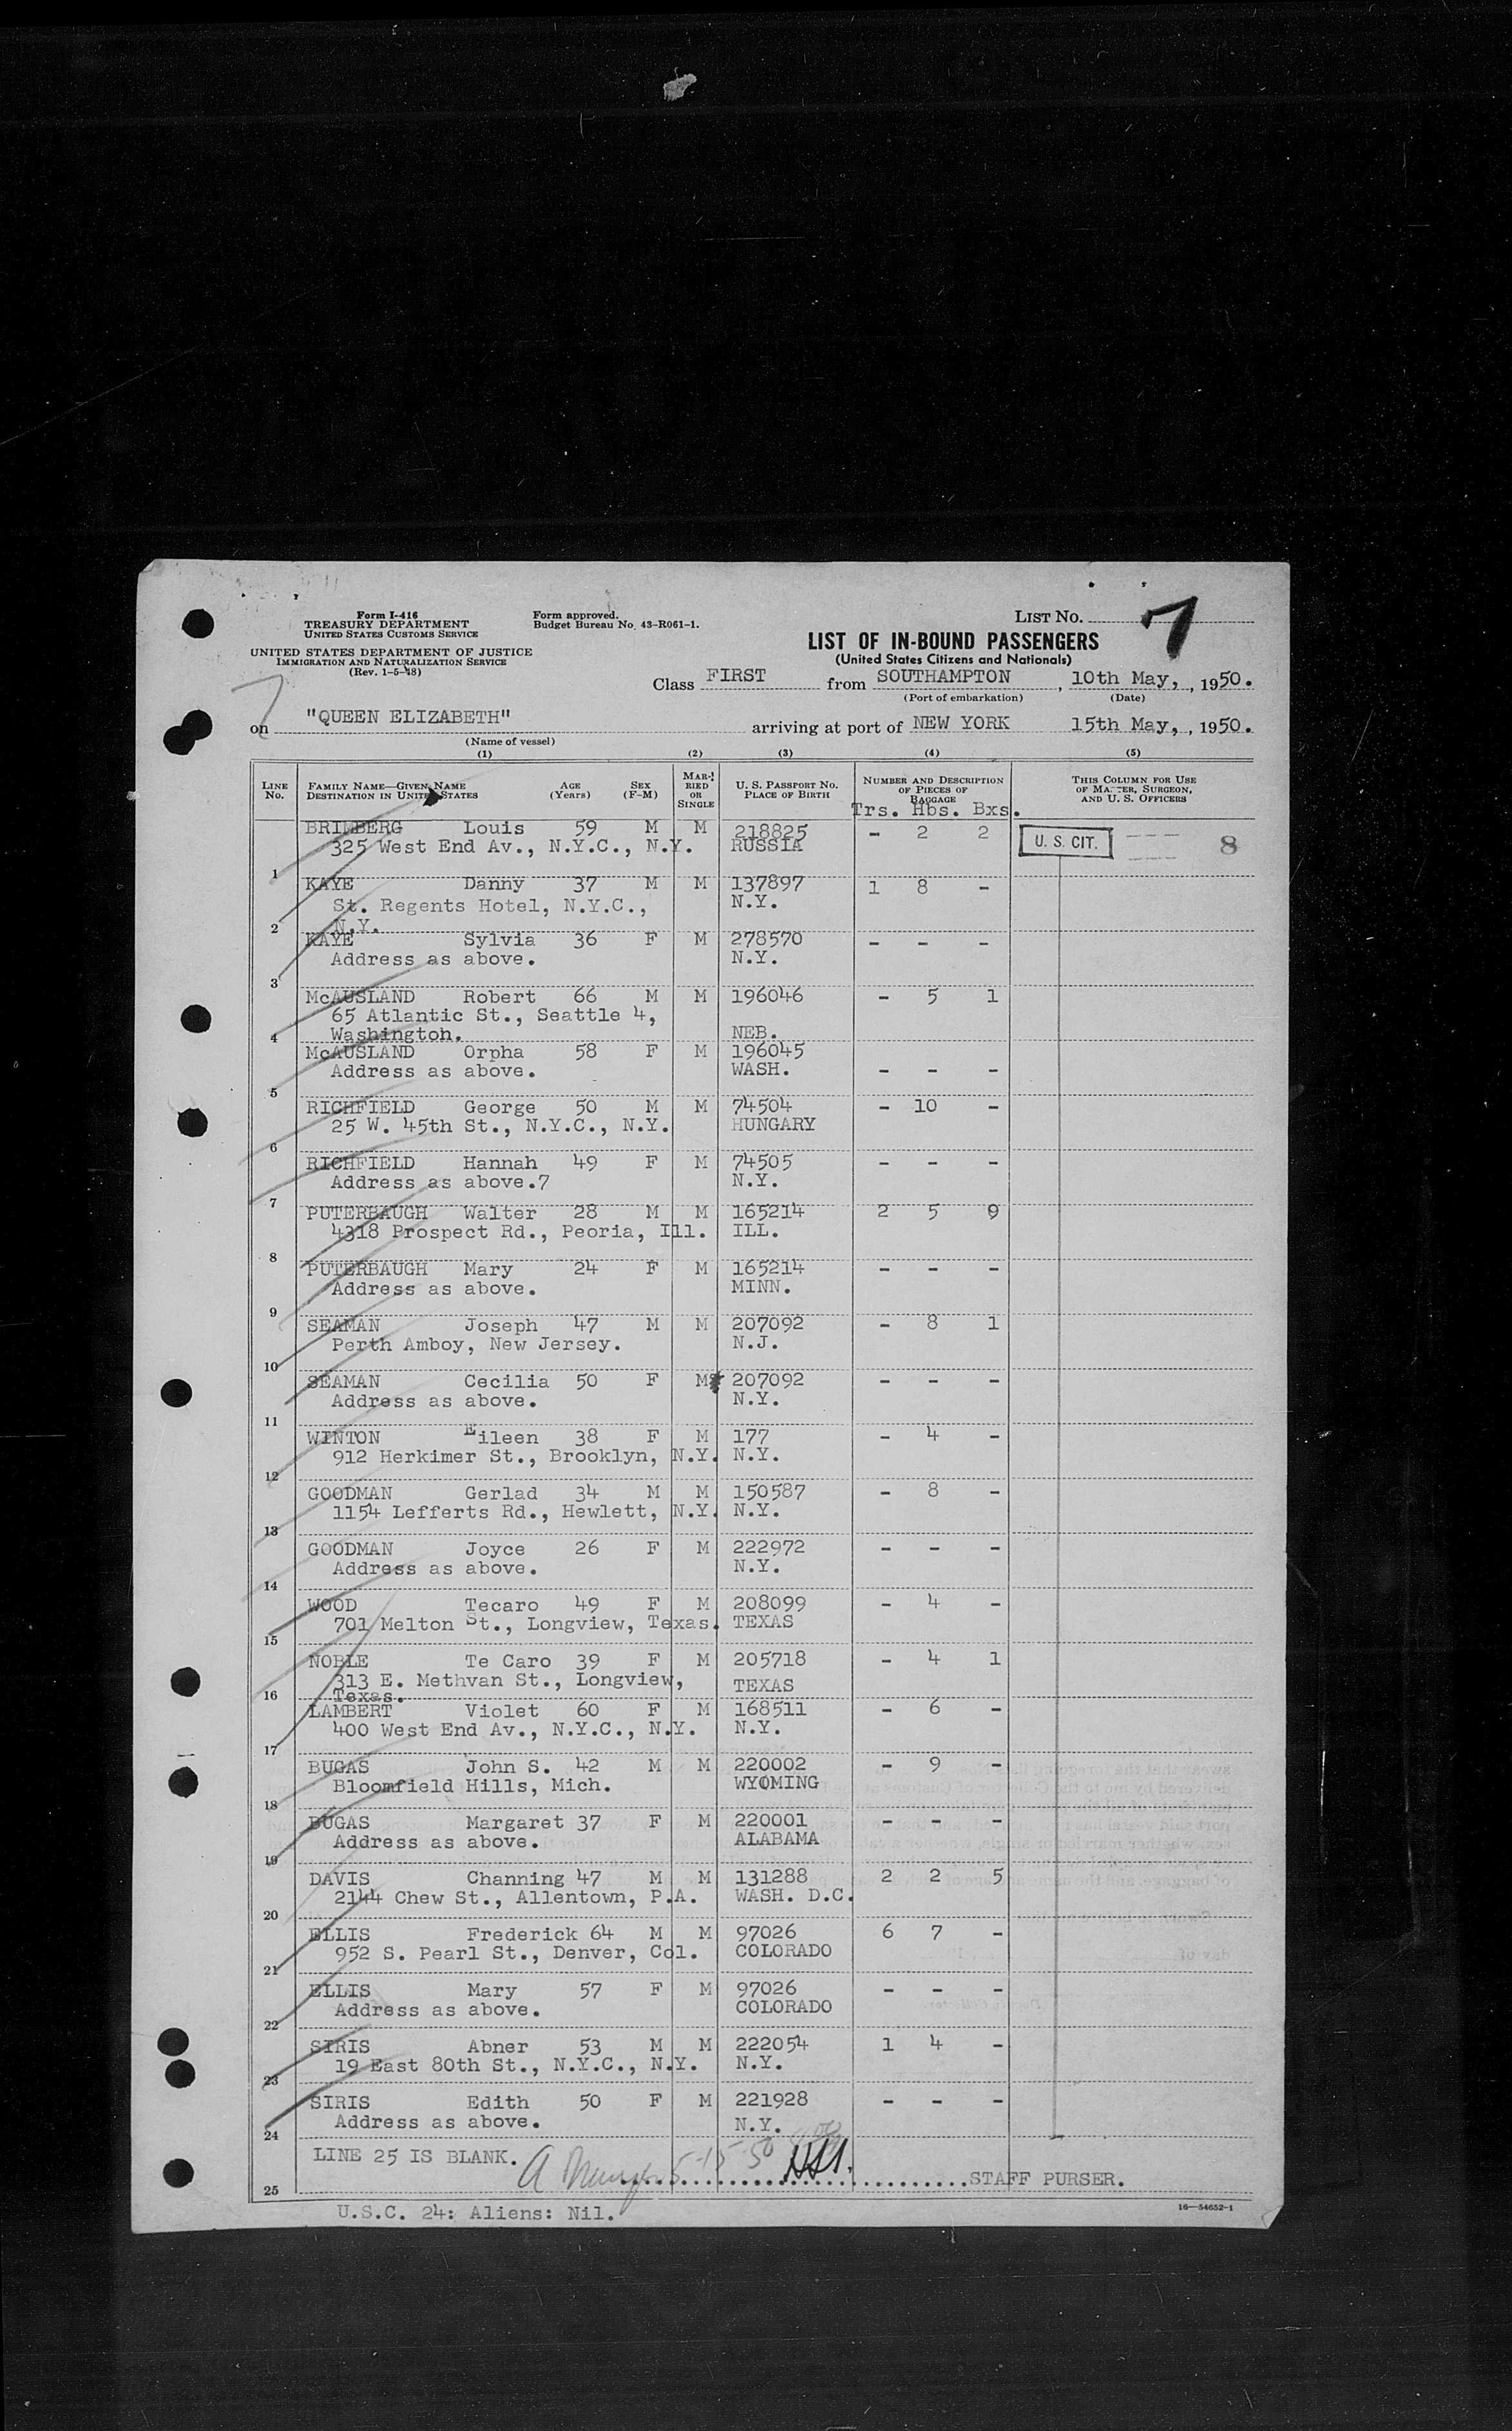 Form I-416
TREASURY DEPARTMENT
UNITED STATES CUSTOMS SERVICE
UNITED STATES DEPARTMENT OF JUSTICE
IMMIGRATION AND NATURALIZATION SERVICE
(Rev. 1-5-48)
Form approved.
Budget Bureau No. 43-R061-1.
LIST NO. 7
LIST OF IN-BOUND PASSENGERS
(United States Citizens and Nationals)
Class FIRST from SOUTHAMPTON, 10th May, , 1950.
(Port of embarkation) (Date)
7
on "QUEEN ELIZABETH" arriving at port of NEW YORK 15th May, , 1950.
(Name of vessel)
(1) (2) (3) (4) (5)
LINE No. FAMILY NAME—GIVEN NAME DESTINATION IN UNITED STATES AGE (Years) SEX (F-M) MARRIED OR SINGLE U. S. PASSPORT NO. PLACE OF BIRTH NUMBER AND DESCRIPTION OF PIECES OF BAGGAGE THIS COLUMN FOR USE OF MASTER, SURGEON, AND U. S. OFFICERS
Trs. Hbs. Bxs.
BRIMBERG Louis 59 M M 218825 - 2 2 U. S. CIT. 8
325 West End Av., N.Y.C., N.Y. RUSSIA
1
KAYE Danny 37 M M 137897 1 8 -
St. Regents Hotel, N.Y.C., N.Y.
2 N.Y.
KAYE Sylvia 36 F M 278570 - - -
Address as above. N.Y.
3
McAUSLAND Robert 66 M M 196046 - 5 1
65 Atlantic St., Seattle 4,
4 Washington. NEB.
McAUSLAND Orpha 58 F M 196045
Address as above. WASH. - - -
5
RICHFIELD George 50 M M 74504 - 10 -
25 W. 45th St., N.Y.C., N.Y. HUNGARY
6
RICHFIELD Hannah 49 F M 74505 - - -
Address as above.7 N.Y.
7
PUTERBAUGH Walter 28 M M 165214 2 5 9
4318 Prospect Rd., Peoria, Ill. ILL.
8
PUTERBAUGH Mary 24 F M 165214 - - -
Address as above. MINN.
9
SEAMAN Joseph 47 M M 207092 - 8 1
Perth Amboy, New Jersey. N.J.
10
SEAMAN Cecilia 50 F M 207092 - - -
Address as above. N.Y.
11
WINTON Eileen 38 F M 177 - 4 -
912 Herkimer St., Brooklyn, N.Y. N.Y.
12
GOODMAN Gerlad 34 M M 150587 - 8 -
1154 Lefferts Rd., Hewlett, N.Y. N.Y.
13
GOODMAN Joyce 26 F M 222972 - - -
Address as above. N.Y.
14
WOOD Tecaro 49 F M 208099 - 4 -
701 Melton St., Longview, Texas. TEXAS
15
NOBLE Te Caro 39 F M 205718 - 4 1
313 E. Methvan St., Longview, TEXAS
16 Texas.
LAMBERT Violet 60 F M 168511 - 6 -
400 West End Av., N.Y.C., N.Y. N.Y.
17
BUGAS John S. 42 M M 220002 - 9 -
Bloomfield Hills, Mich. WYOMING
18
BUGAS Margaret 37 F M 220001 - - -
Address as above. ALABAMA
19
DAVIS Channing 47 M M 131288 2 2 5
2144 Chew St., Allentown, P.A. WASH. D.C.
20
ELLIS Frederick 64 M M 97026 6 7 -
952 S. Pearl St., Denver, Col. COLORADO
21
ELLIS Mary 57 F M 97026 - - -
Address as above. COLORADO
22
SIRIS Abner 53 M M 222054 1 4 -
19 East 80th St., N.Y.C., N.Y. N.Y.
23
SIRIS Edith 50 F M 221928 - - -
Address as above. N.Y.
24
LINE 25 IS BLANK. 5-15-50
25 STAFF PURSER.
U.S.C. 24: Aliens: Nil.
16—54652-1